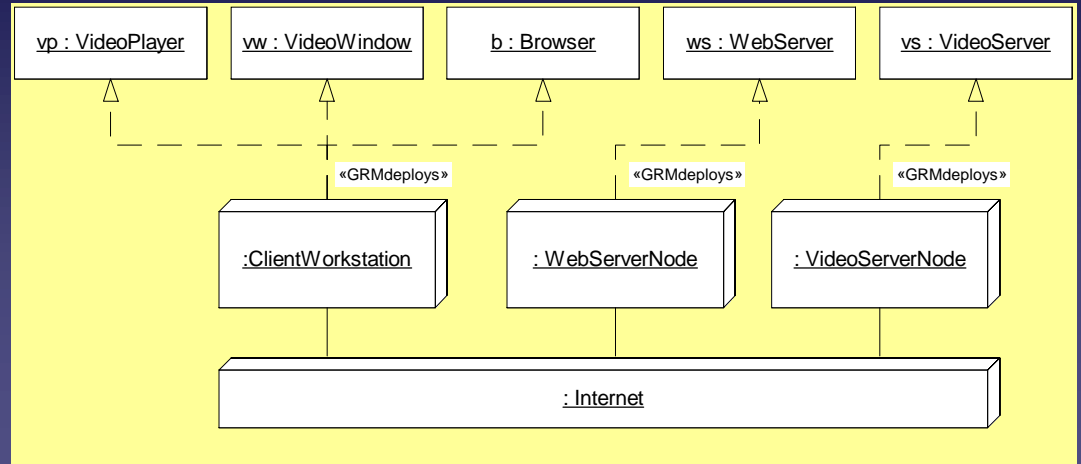 vp : VideoPlayer
vw : VideoWindow
b : Browser
ws : WebServer
vs : VideoServer
«GRMdeploys»
«GRMdeploys»
«GRMdeploys»
:ClientWorkstation
: WebServerNode
: VideoServerNode
: Internet